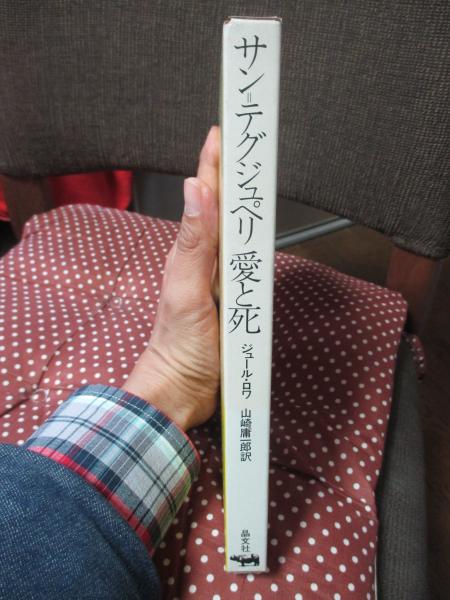 サン=テグジュペリ 愛と死
ジュール・ロワ 山崎庸一郎訳
晶文社